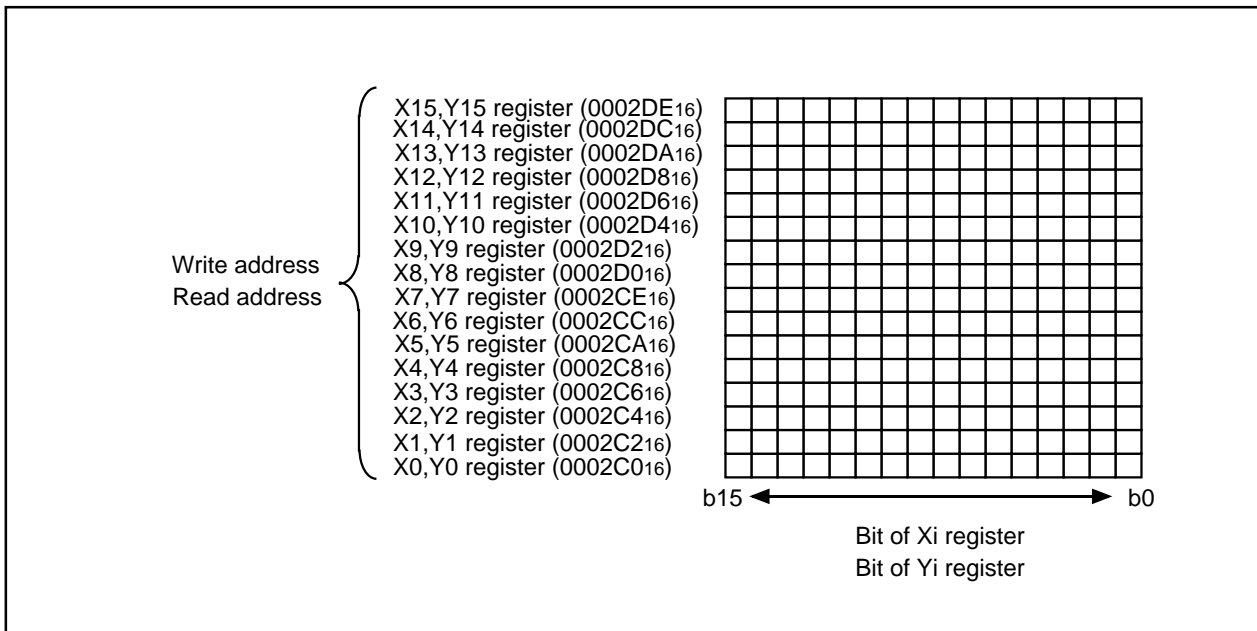 X15,Y15 register (0002DE16)
X14,Y14 register (0002DC16)
X13,Y13 register (0002DA16)
X12,Y12 register (0002D816)
X11,Y11 register (0002D616)
X10,Y10 register (0002D416)
X9,Y9 register (0002D216)
X8,Y8 register (0002D016)
X7,Y7 register (0002CE16)
X6,Y6 register (0002CC16)
X5,Y5 register (0002CA16)
X4,Y4 register (0002C816)
X3,Y3 register (0002C616)
X2,Y2 register (0002C416)
X1,Y1 register (0002C216)
X0,Y0 register (0002C016)
Write address
Read address
b15 b0
Bit of Xi register
Bit of Yi register